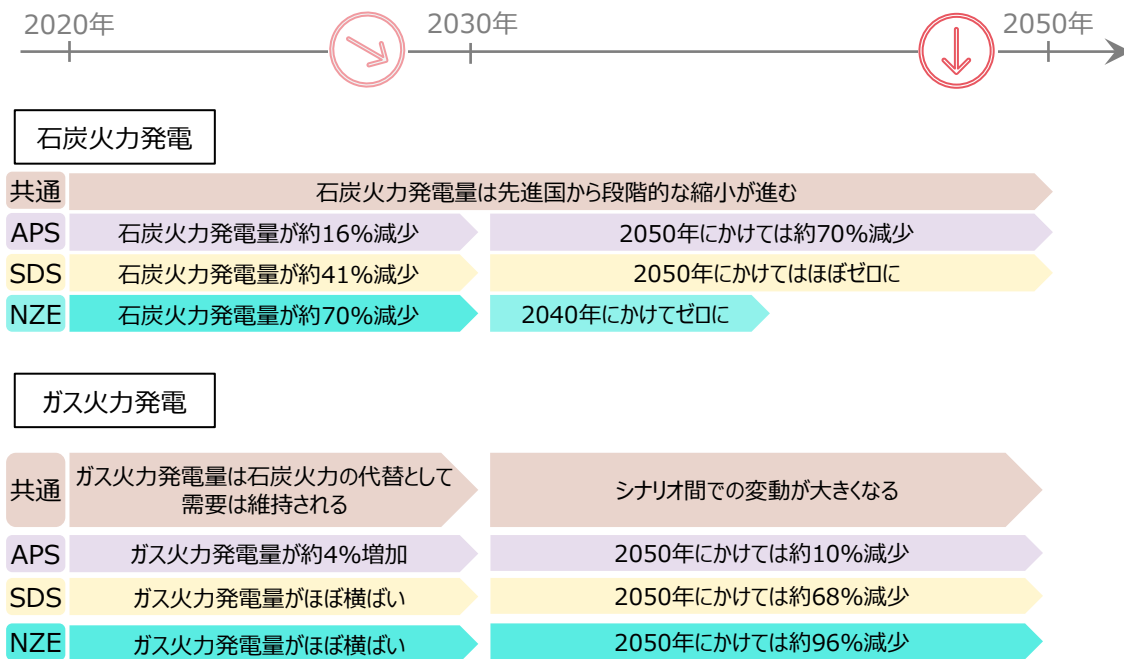 2020年
2030年
2050年
石炭火力発電
共通
石炭火力発電量は先進国から段階的な縮小が進む
APS
石炭火力発電量が約16%減少
2050年にかけては約70%減少
SDS
石炭火力発電量が約41%減少
2050年にかけてはほぼゼロに
NZE
石炭火力発電量が約70%減少
2040年にかけてゼロに
ガス火力発電
共通
ガス火力発電量は石炭火力の代替として
需要は維持される
シナリオ間での変動が大きくなる
APS
ガス火力発電量が約4%増加
2050年にかけては約10%減少
SDS
ガス火力発電量がほぼ横ばい
2050年にかけては約68%減少
NZE
ガス火力発電量がほぼ横ばい
2050年にかけては約96%減少